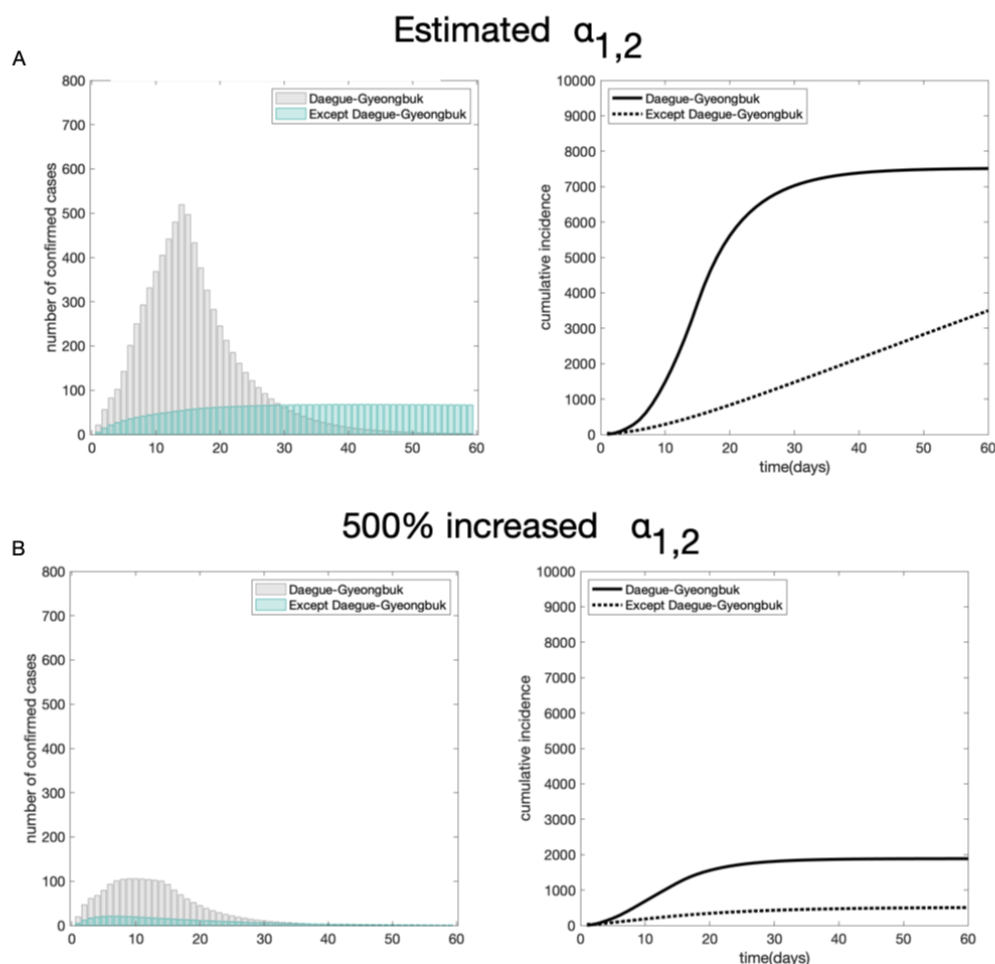 Estimated α1,2
A
800
700
600
500
400
300
200
100
0
number of confirmed cases
Daegue-Gyeongbuk
Except Daegue-Gyeongbuk
0 10 20 30 40 50 60
10000
9000
8000
7000
6000
5000
4000
3000
2000
1000
0
cumulative incidence
Daegue-Gyeongbuk
Except Daegue-Gyeongbuk
0 10 20 30 40 50 60
time(days)
500% increased α1,2
B
800
700
600
500
400
300
200
100
0
number of confirmed cases
Daegue-Gyeongbuk
Except Daegue-Gyeongbuk
0 10 20 30 40 50 60
10000
9000
8000
7000
6000
5000
4000
3000
2000
1000
0
cumulative incidence
Daegue-Gyeongbuk
Except Daegue-Gyeongbuk
0 10 20 30 40 50 60
time(days)